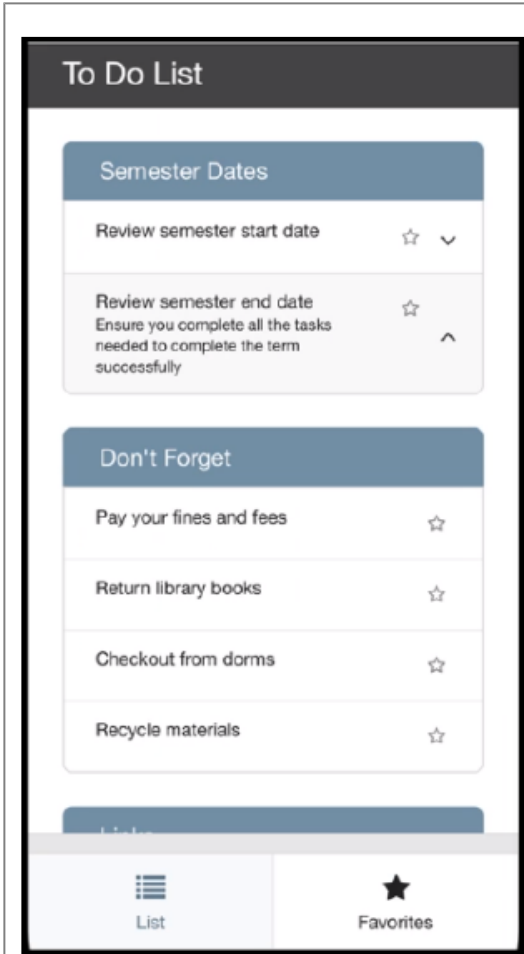 To Do List
Semester Dates
Review semester start date
Review semester end date
Ensure you complete all the tasks
needed to complete the term
successfully
Don't Forget
Pay your fines and fees
Return library books
Checkout from dorms
Recycle materials
Links
List
Favorites